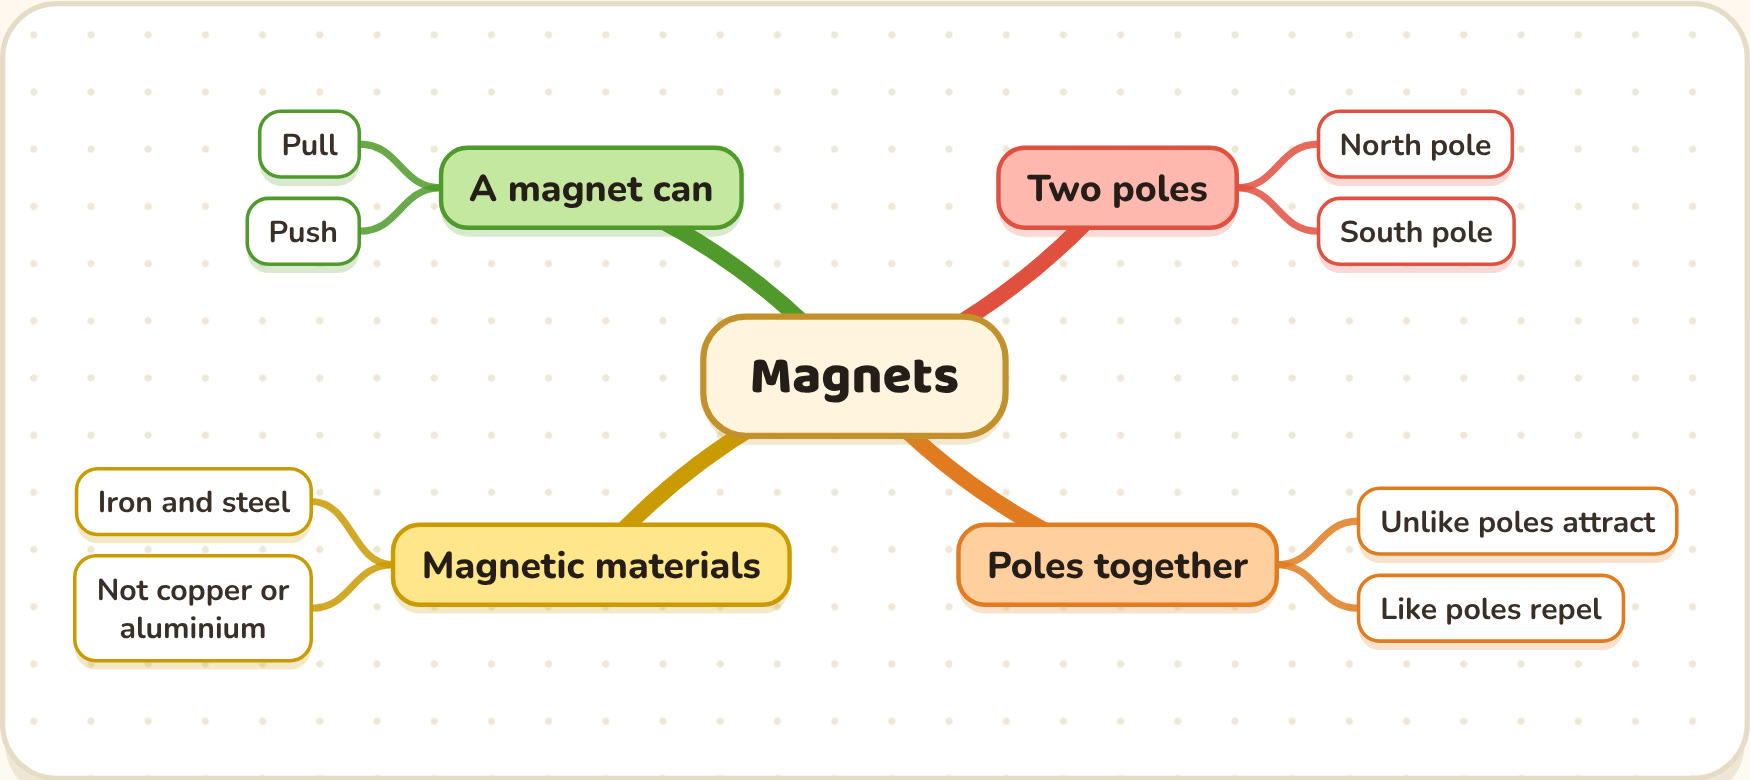 Magnets
A magnet can
Pull
Push
Two poles
North pole
South pole
Magnetic materials
Iron and steel
Not copper or
aluminium
Poles together
Unlike poles attract
Like poles repel